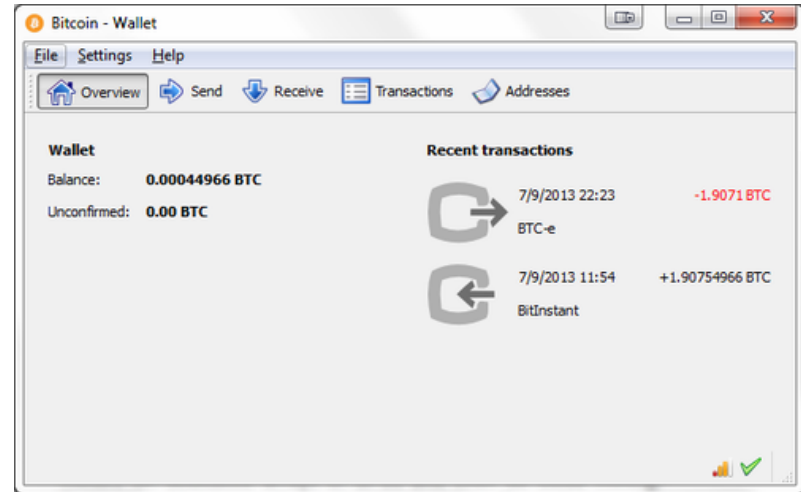 Bitcoin - Wallet
File Settings Help
Overview Send Receive Transactions Addresses
Wallet
Balance: 0.00044966 BTC
Unconfirmed: 0.00 BTC
Recent transactions
7/9/2013 22:23 -1.9071 BTC
BTC-e
7/9/2013 11:54 +1.90754966 BTC
BitInstant